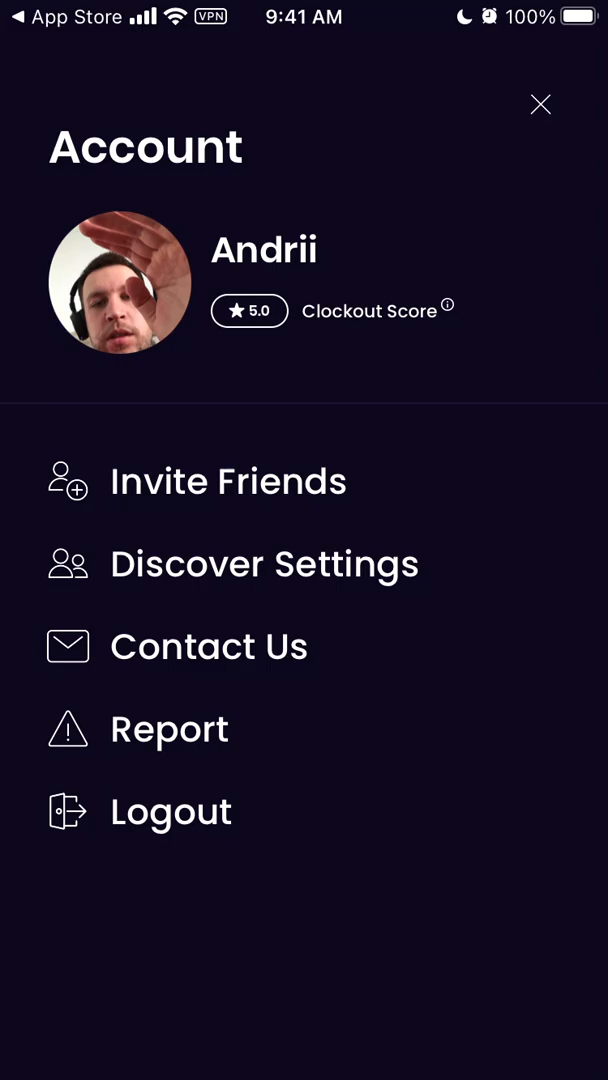 App Store VPN 9:41 AM 100%
Account
Andrii
5.0 Clockout Score
Invite Friends
Discover Settings
Contact Us
Report
Logout